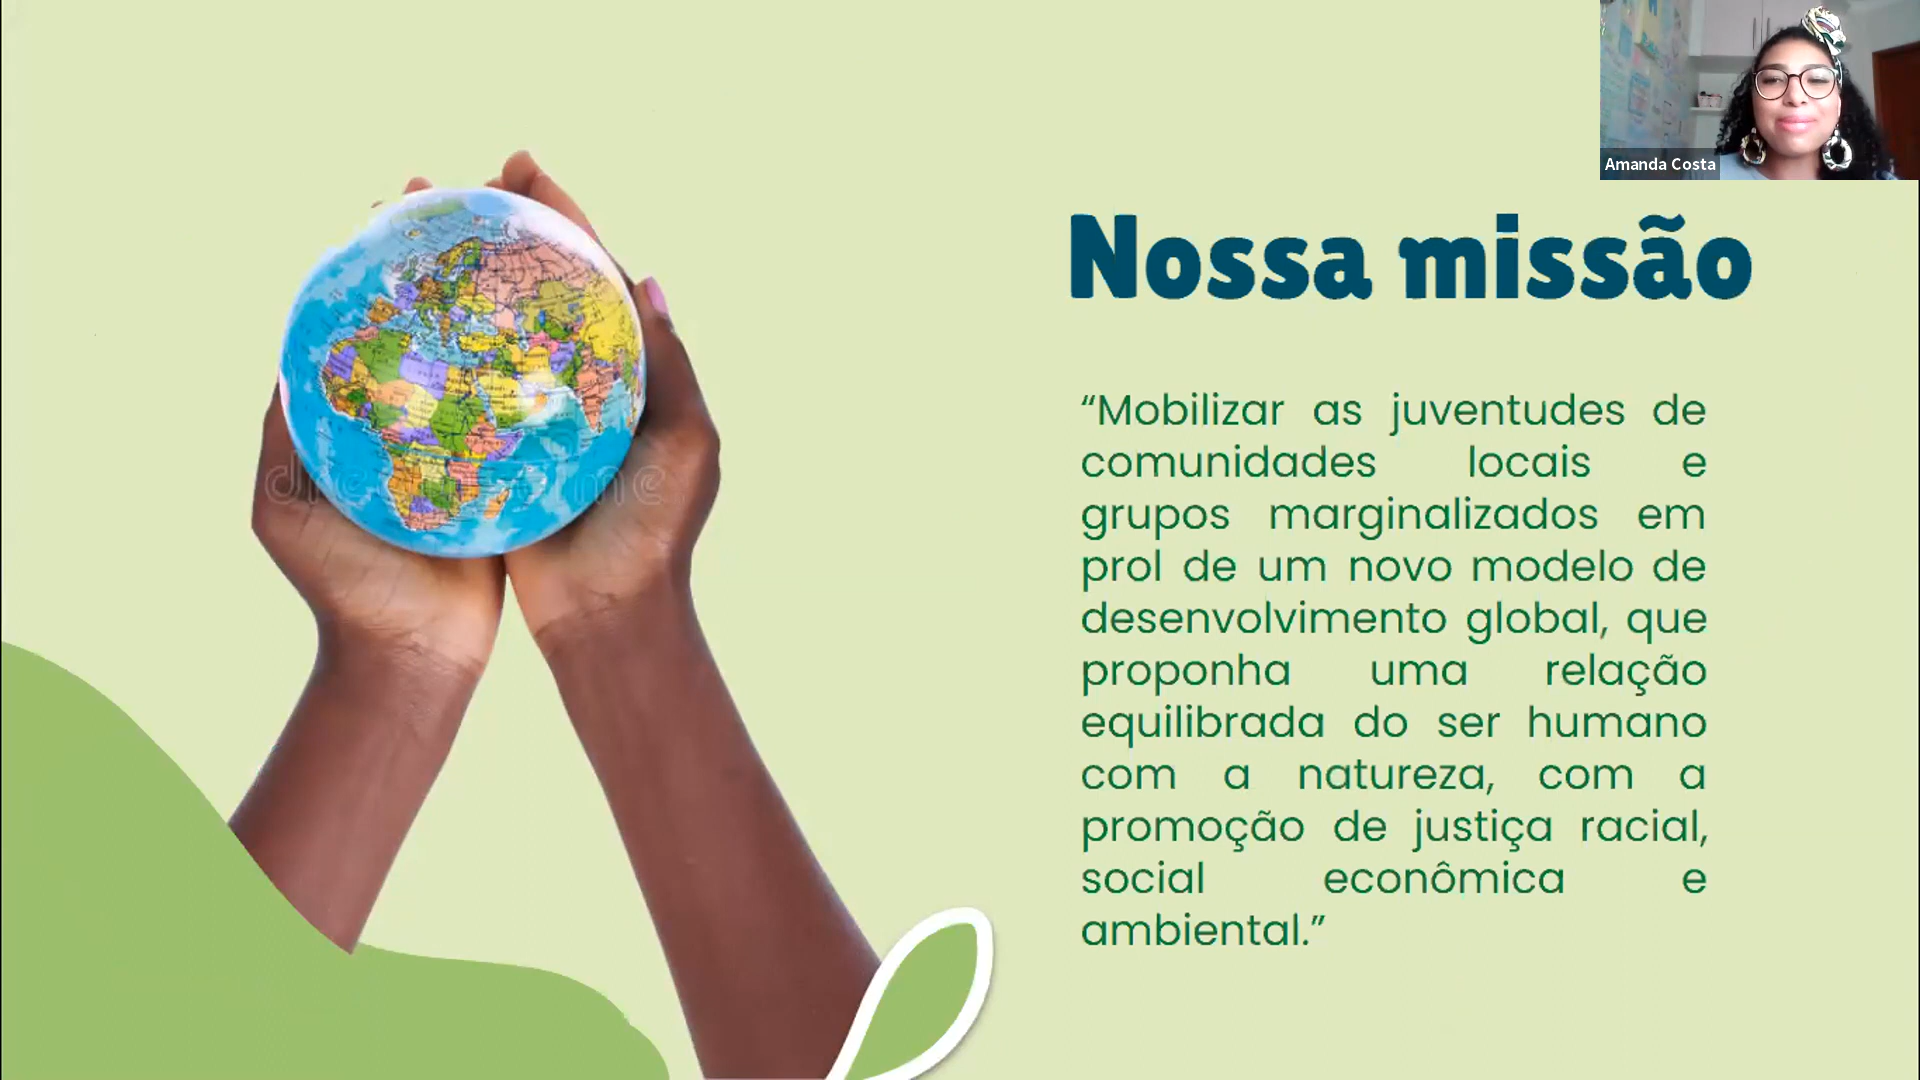 Amanda Costa
Nossa missão
“Mobilizar as juventudes de
comunidades locais e
grupos marginalizados em
prol de um novo modelo de
desenvolvimento global, que
proponha uma relação
equilibrada do ser humano
com a natureza, com a
promoção de justiça racial,
social econômica e
ambiental.”